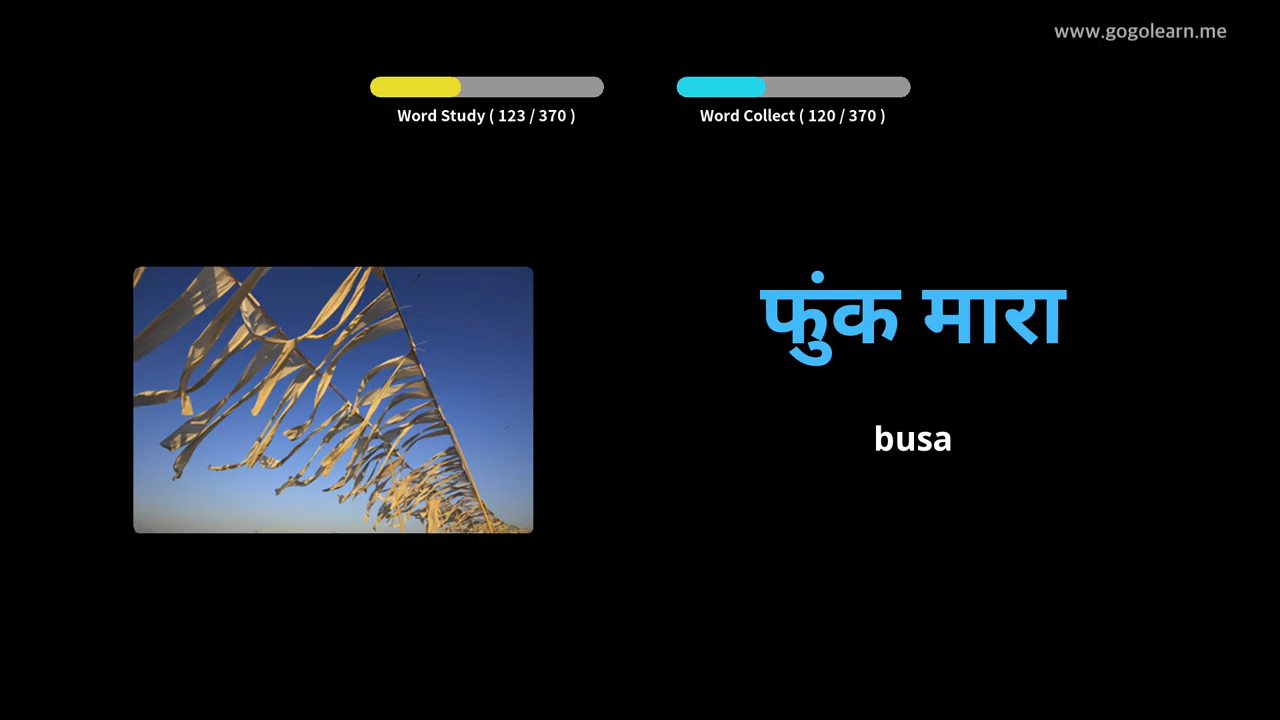 www.gogolearn.me
Word Study ( 123 / 370 )
Word Collect ( 120 / 370 )
फुंक मारा
busa